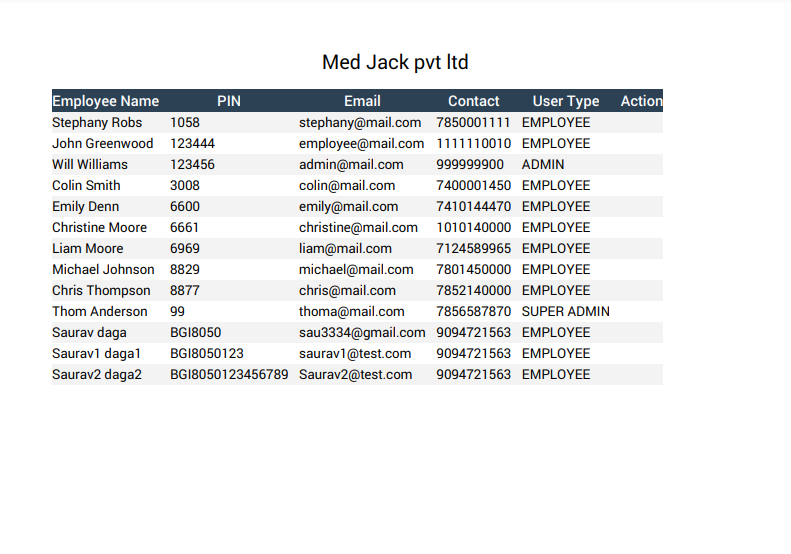 Med Jack pvt ltd
Employee Name PIN Email Contact User Type Action
Stephany Robs 1058 stephany@mail.com 7850001111 EMPLOYEE
John Greenwood 123444 employee@mail.com 1111110010 EMPLOYEE
Will Williams 123456 admin@mail.com 999999900 ADMIN
Colin Smith 3008 colin@mail.com 7400001450 EMPLOYEE
Emily Denn 6600 emily@mail.com 7410144470 EMPLOYEE
Christine Moore 6661 christine@mail.com 1010140000 EMPLOYEE
Liam Moore 6969 liam@mail.com 7124589965 EMPLOYEE
Michael Johnson 8829 michael@mail.com 7801450000 EMPLOYEE
Chris Thompson 8877 chris@mail.com 7852140000 EMPLOYEE
Thom Anderson 99 thoma@mail.com 7856587870 SUPER ADMIN
Saurav daga BGI8050 sau3334@gmail.com 9094721563 EMPLOYEE
Saurav1 daga1 BGI8050123 saurav1@test.com 9094721563 EMPLOYEE
Saurav2 daga2 BGI8050123456789 Saurav2@test.com 9094721563 EMPLOYEE